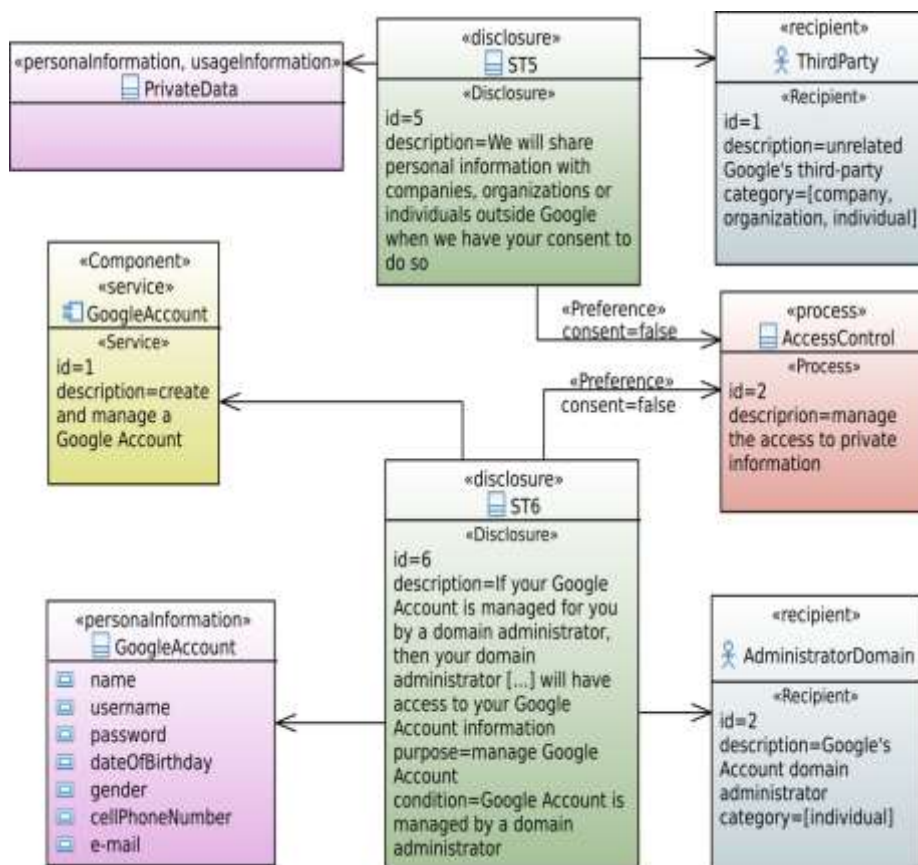 «personaInformation, usageInformation»
PrivateData
«disclosure»
ST5
«Disclosure»
id=5
description=We will share
personal information with
companies, organizations or
individuals outside Google
when we have your consent to
do so
«recipient»
ThirdParty
«Recipient»
id=1
description=unrelated
Google's third-party
category=[company,
organization, individual]
«Component»
«service»
GoogleAccount
«Service»
id=1
description=create
and manage a
Google Account
«Preference»
consent=false
«Preference»
consent=false
«process»
AccessControl
«Process»
id=2
descriprion=manage
the access to private
information
«disclosure»
ST6
«Disclosure»
id=6
description=If your Google
Account is managed for you
by a domain administrator,
then your domain
administrator [...] will have
access to your Google
Account information
purpose=manage Google
Account
condition=Google Account is
managed by a domain
administrator
«personaInformation»
GoogleAccount
name
username
password
dateOfBirthday
gender
cellPhoneNumber
e-mail
«recipient»
AdministratorDomain
«Recipient»
id=2
description=Google's
Account domain
administrator
category=[individual]